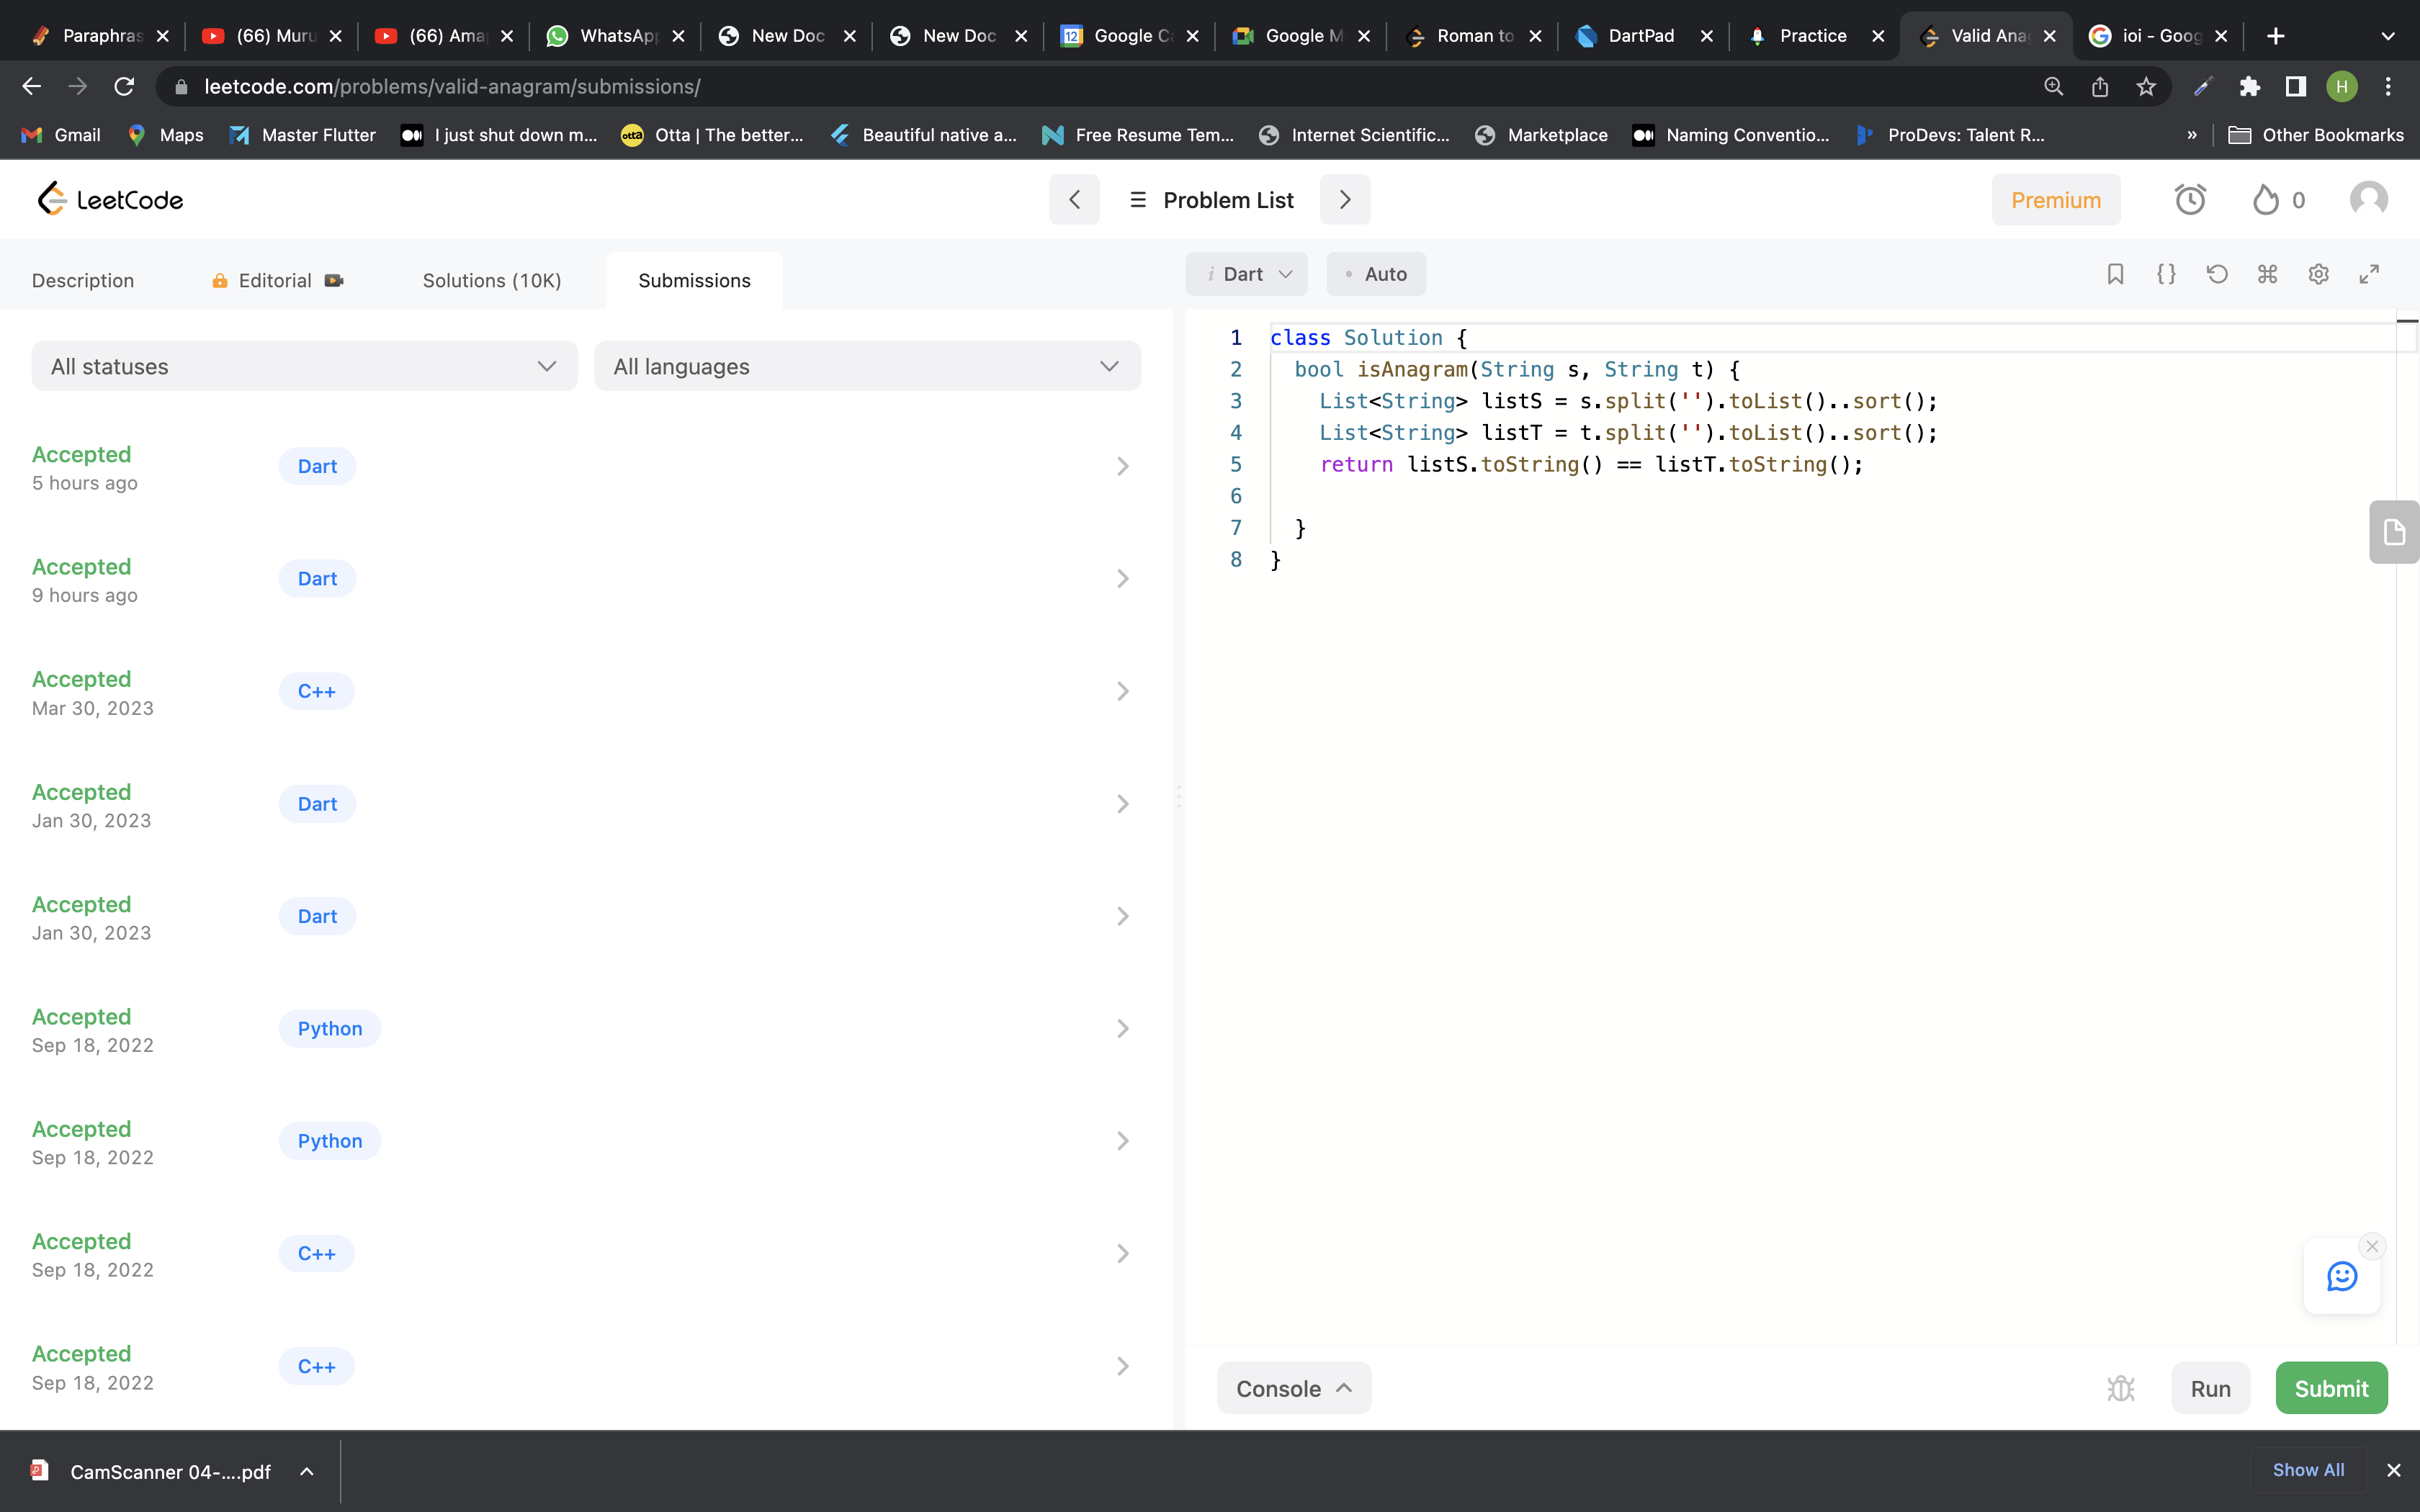 Paraphras (66) Muru (66) Ama WhatsApp New Doc New Doc Google C Google M Roman to DartPad Practice Valid Ana ioi - Goog
leetcode.com/problems/valid-anagram/submissions/ H
Gmail Maps Master Flutter I just shut down m... otta Otta | The better... Beautiful native a... Free Resume Tem... Internet Scientific... Marketplace Naming Conventio... ProDevs: Talent R... » Other Bookmarks
LeetCode Problem List Premium 0
Description Editorial Solutions (10K) Submissions
i Dart • Auto
All statuses All languages
Accepted
5 hours ago
Dart
Accepted
9 hours ago
Dart
Accepted
Mar 30, 2023
C++
Accepted
Jan 30, 2023
Dart
Accepted
Jan 30, 2023
Dart
Accepted
Sep 18, 2022
Python
Accepted
Sep 18, 2022
Python
Accepted
Sep 18, 2022
C++
Accepted
Sep 18, 2022
C++
1 class Solution {
2 bool isAnagram(String s, String t) {
3 List<String> listS = s.split('').toList()..sort();
4 List<String> listT = t.split('').toList()..sort();
5 return listS.toString() == listT.toString();
6
7 }
8 }
Console Run Submit
CamScanner 04-....pdf Show All